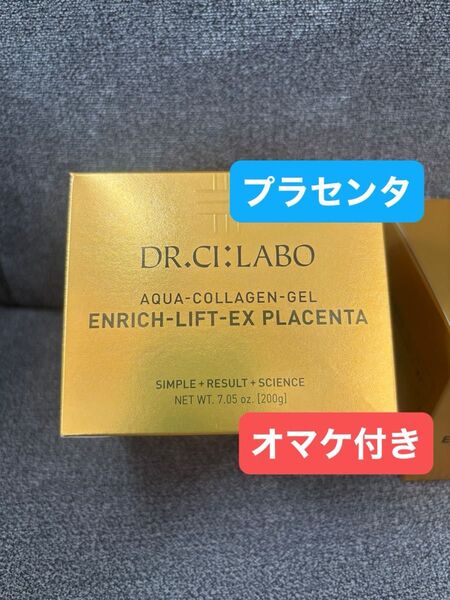 プラセンタ
DR.CI:LABO
AQUA-COLLAGEN-GEL
ENRICH-LIFT-EX PLACENTA
SIMPLE+RESULT+SCIENCE
NET WT. 7.05 oz. [200g]
オマケ付き